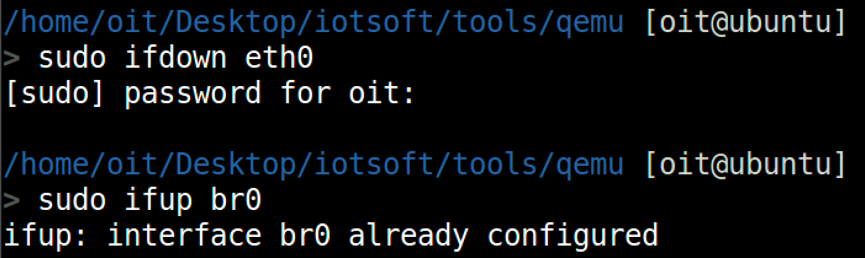 /home/oit/Desktop/iotsoft/tools/qemu [oit@ubuntu]
> sudo ifdown eth0
[sudo] password for oit:
/home/oit/Desktop/iotsoft/tools/qemu [oit@ubuntu]
> sudo ifup br0
ifup: interface br0 already configured